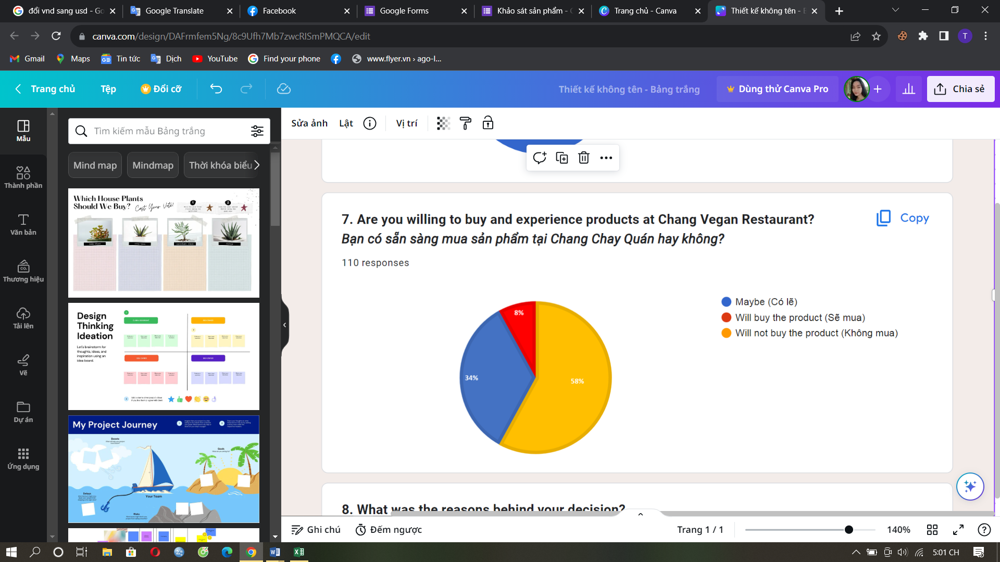 đổi vnd sang usd - Go
Google Translate
Facebook
Google Forms
Khảo sát sản phẩm - G
Trang chủ - Canva
Thiết kế không tên - B
canva.com/design/DAFrmfem5Ng/8c9Ufh7Mb7zwcRISmPMQCA/edit
T
Gmail
Maps
Tin tức
Dịch
YouTube
Find your phone
www.flyer.vn › ago-l...
Trang chủ
Tệp
Đổi cỡ
Thiết kế không tên - Bảng trắng
Dùng thử Canva Pro
Chia sẻ
Mẫu
Thành phần
Văn bản
Thương hiệu
Tải lên
Vẽ
Dự án
Ứng dụng
Tìm kiếm mẫu Bảng trắng
Mind map
Mindmap
Thời khóa biểu
Which House Plants
Should We Buy?
Cast Your Vote!
Design
Thinking
Ideation
Let's brainstorm for
thoughts, ideas, and
inspiration using an
idea board.
My Project Journey
Boosts
Goals
Delays
Your Team
Risks
Sửa ảnh
Lật
Vị trí
7. Are you willing to buy and experience products at Chang Vegan Restaurant?
Bạn có sẵn sàng mua sản phẩm tại Chang Chay Quán hay không?
Copy
110 responses
8%
34%
58%
Maybe (Có lẽ)
Will buy the product (Sẽ mua)
Will not buy the product (Không mua)
8. What was the reasons behind your decision?
Ghi chú
Đếm ngược
Trang 1 / 1
140%
5:01 CH